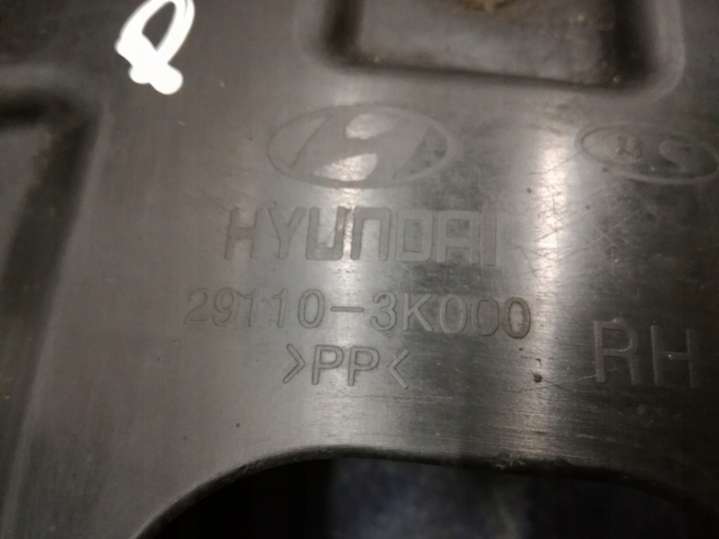 HYUNDAI
29110-3K000
>PP<
RH